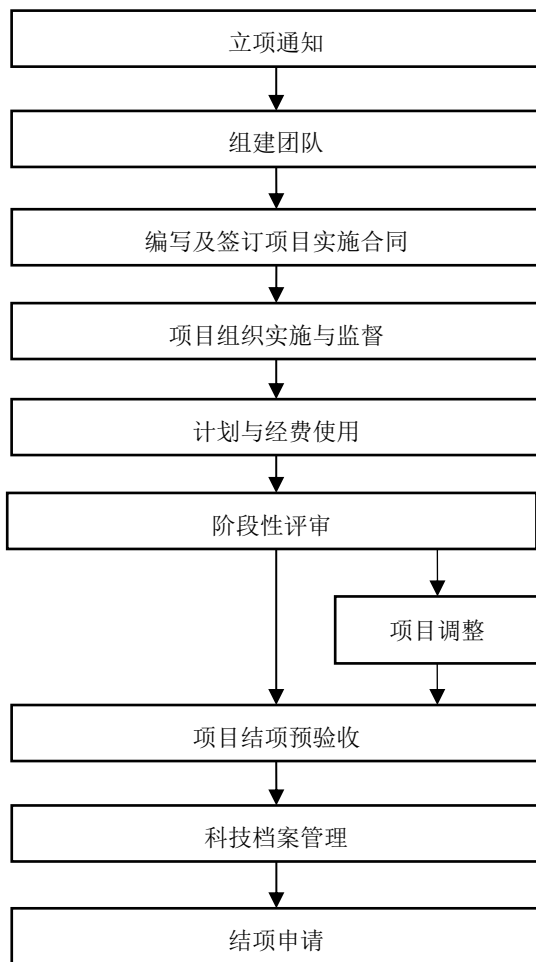 立项通知
组建团队
编写及签订项目实施合同
项目组织实施与监督
计划与经费使用
阶段性评审
项目调整
项目结项预验收
科技档案管理
结项申请